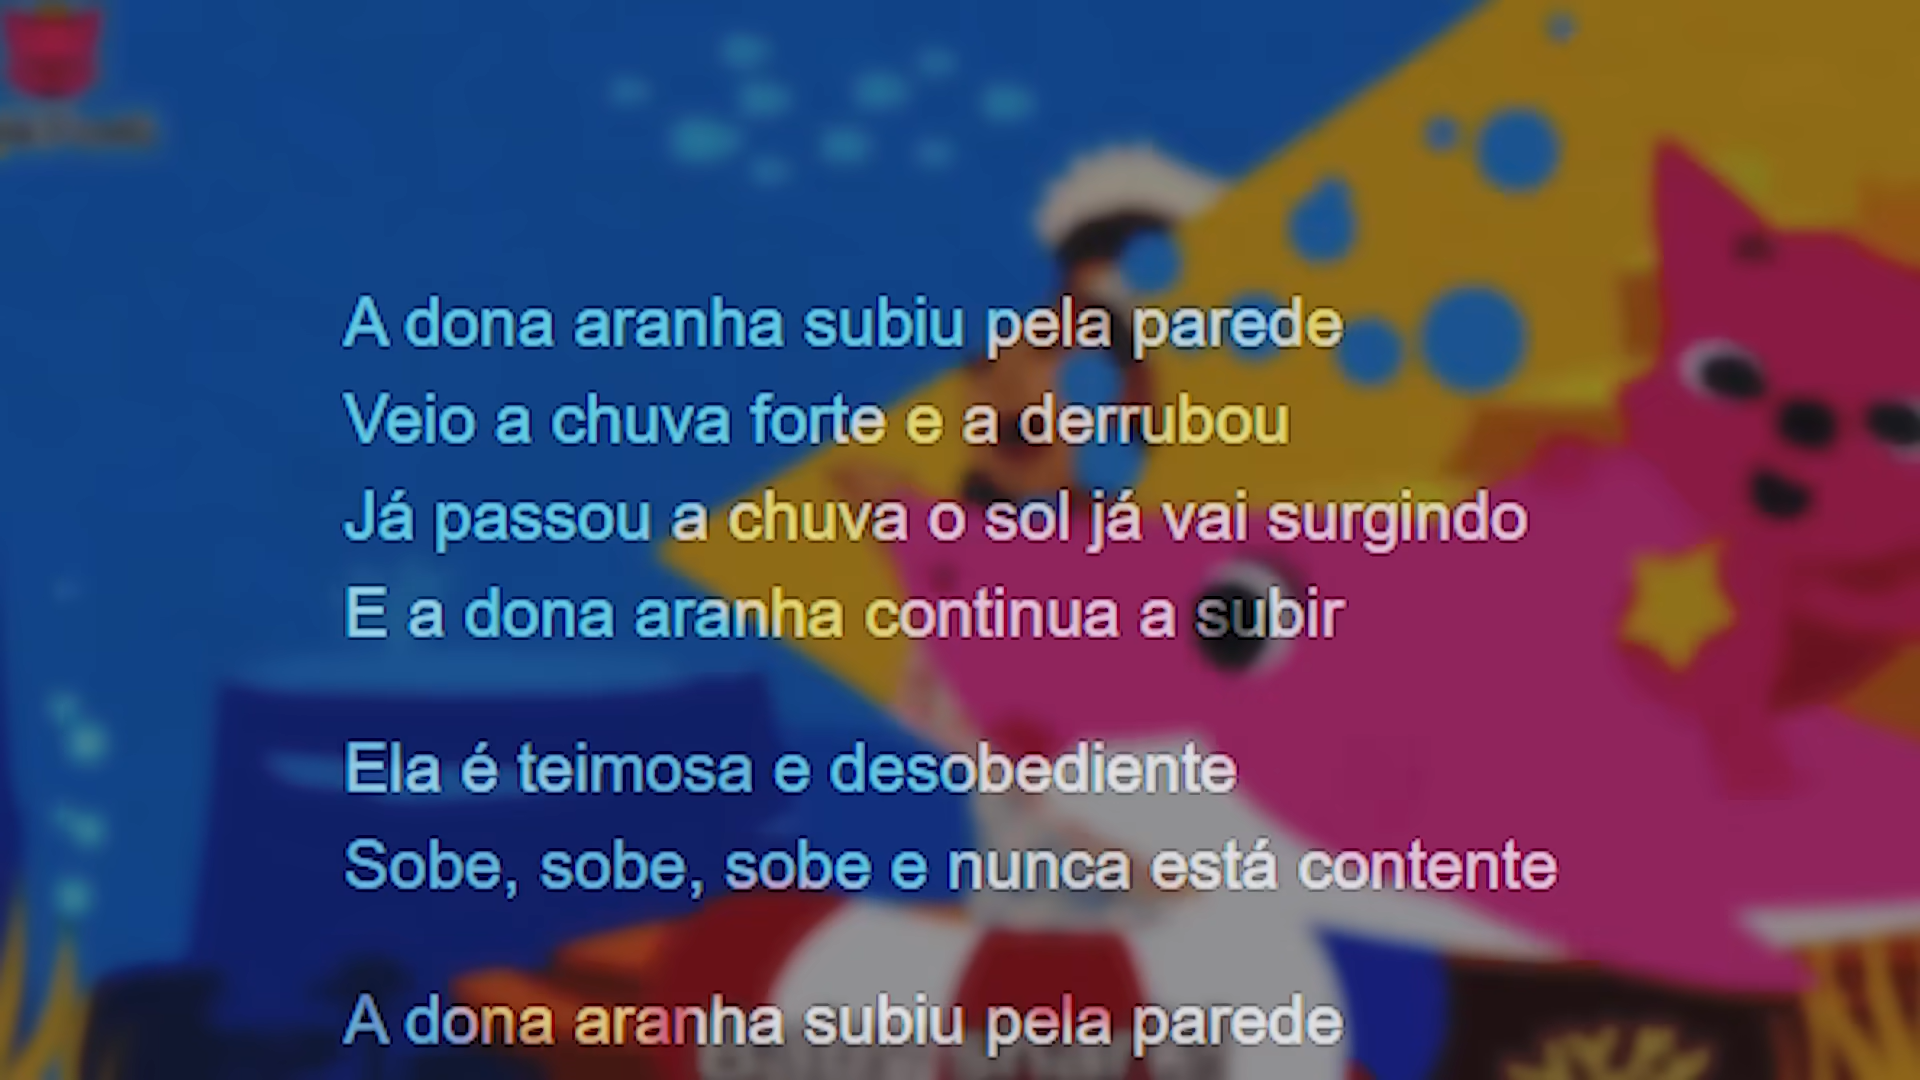 A dona aranha subiu pela parede
Veio a chuva forte e a derrubou
Já passou a chuva o sol já vai surgindo
E a dona aranha continua a subir
Ela é teimosa e desobediente
Sobe, sobe, sobe e nunca está contente
A dona aranha subiu pela parede